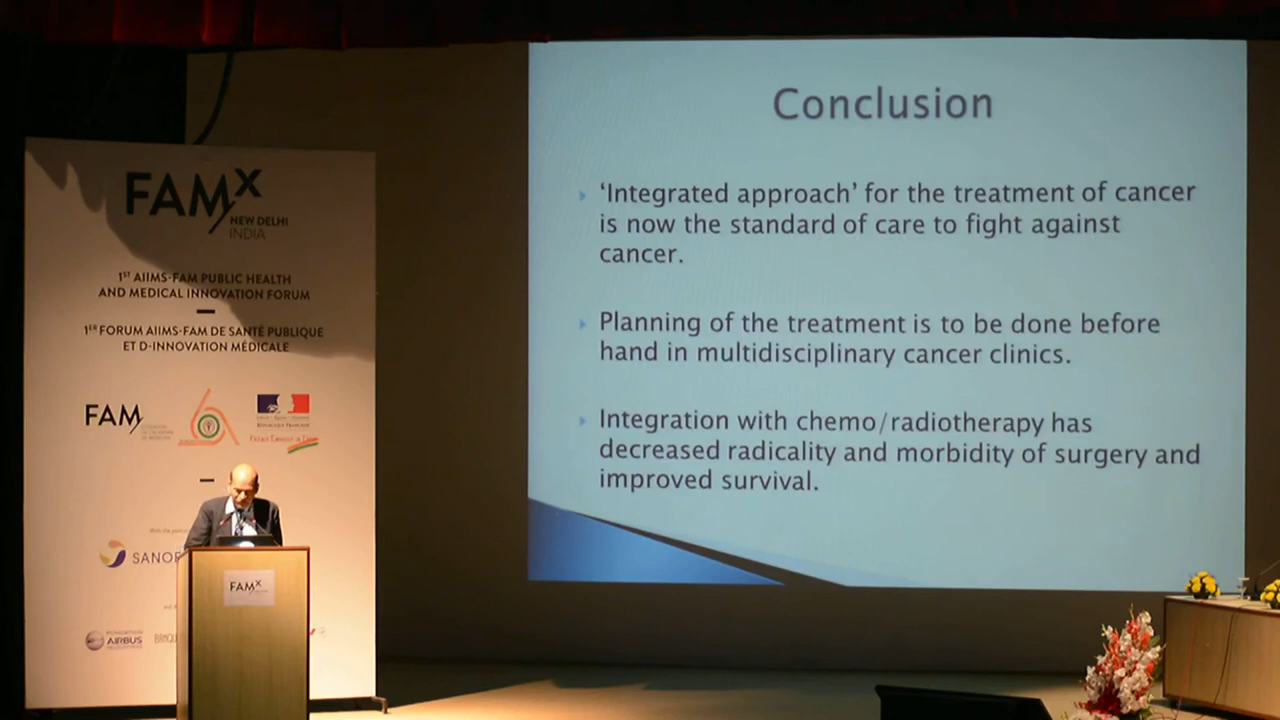 FAMx
NEW DELHI
INDIA
1ST AIIMS-FAM PUBLIC HEALTH
AND MEDICAL INNOVATION FORUM
1ER FORUM AIIMS-FAM DE SANTÉ PUBLIQUE
ET D-INNOVATION MÉDICALE
FAM
SANOF
AIRBUS
FAMx
Conclusion
‘Integrated approach’ for the treatment of cancer
is now the standard of care to fight against
cancer.
Planning of the treatment is to be done before
hand in multidisciplinary cancer clinics.
Integration with chemo/radiotherapy has
decreased radicality and morbidity of surgery and
improved survival.